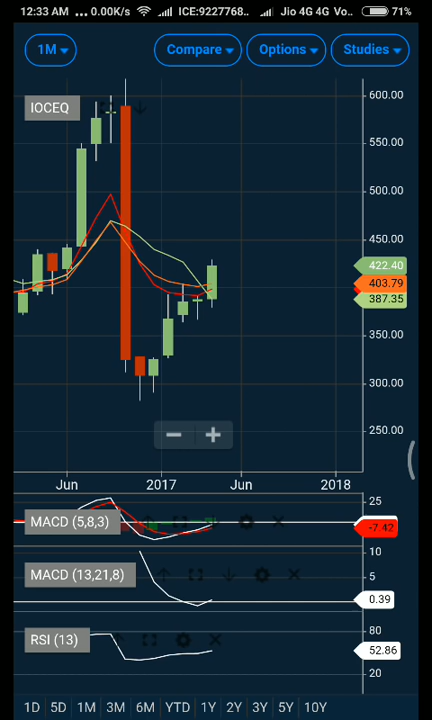 12:33 AM ... 0.00K/s ICE:9227768.. Jio 4G 4G Vo.. 71%
1M Compare Options Studies
IOCEQ
600.00
550.00
500.00
450.00
422.40
403.79
387.35
350.00
300.00
250.00
− +
Jun 2017 Jun 2018
25
MACD (5,8,3)
-7.42
10
MACD (13,21,8)
5
0.39
80
RSI (13)
52.86
20
1D 5D 1M 3M 6M YTD 1Y 2Y 3Y 5Y 10Y